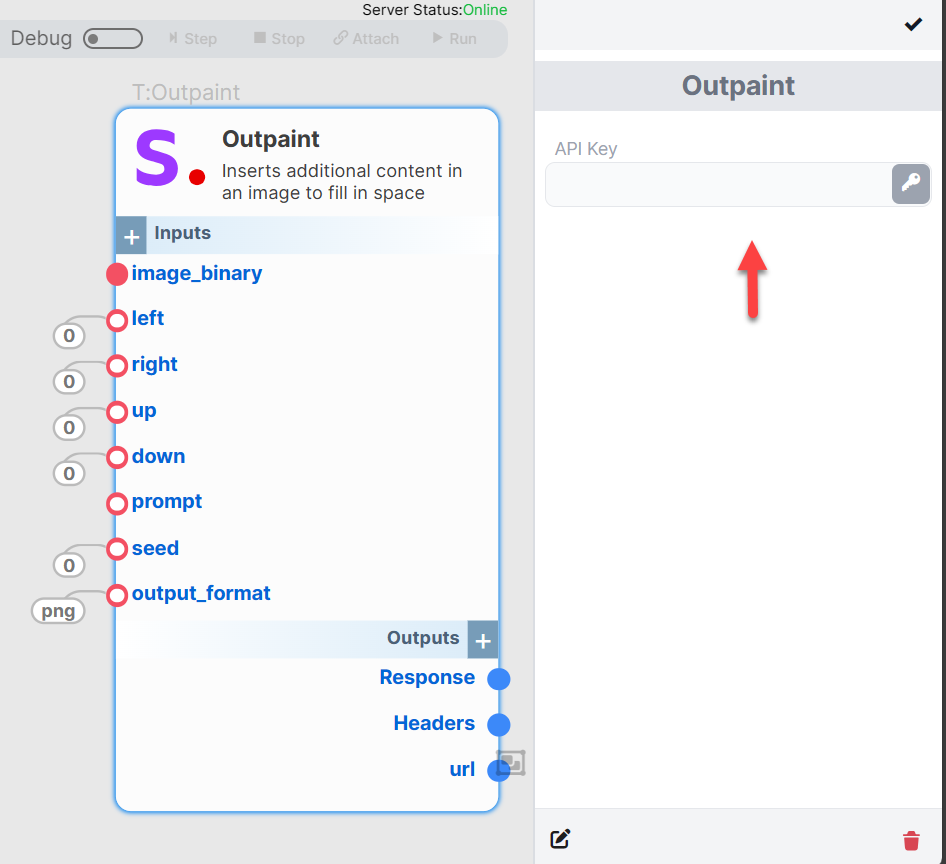 Server Status:Online
Debug
Step
Stop
Attach
Run
T:Outpaint
S.
Outpaint
Inserts additional content in
an image to fill in space
+ Inputs
image_binary
left
0
right
0
up
0
down
0
prompt
seed
0
output_format
png
Outputs +
Response
Headers
url
Outpaint
API Key